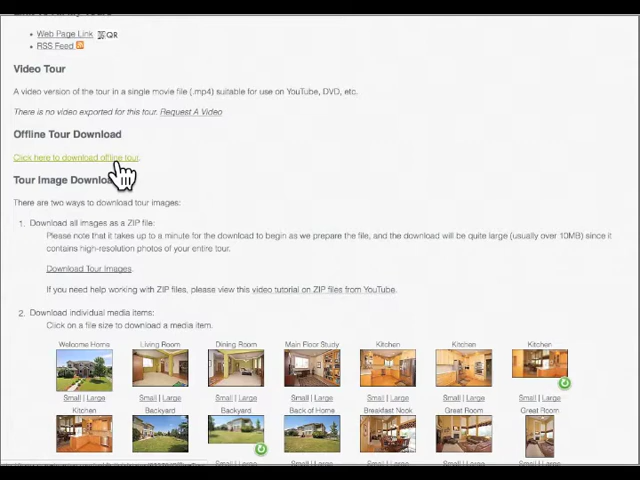 Web Page Link QR
RSS Feed
Video Tour
A video version of the tour in a single movie file (.mp4) suitable for use on YouTube, DVD, etc.
There is no video exported for this tour. Request A Video
Offline Tour Download
Click here to download offline tour.
Tour Image Download
There are two ways to download tour images:
1. Download all images as a ZIP file:
Please note that it takes up to a minute for the download to begin as we prepare the file, and the download will be quite large (usually over 10MB) since it
contains high-resolution photos of your entire tour.
Download Tour Images.
If you need help working with ZIP files, please view this video tutorial on ZIP files from YouTube.
2. Download individual media items:
Click on a file size to download a media item.
Welcome Home Living Room Dining Room Main Floor Study Kitchen Kitchen Kitchen
Small | Large Small | Large Small | Large Small | Large Small | Large Small | Large Small | Large
Kitchen Backyard Backyard Back of Home Breakfast Nook Great Room Great Room